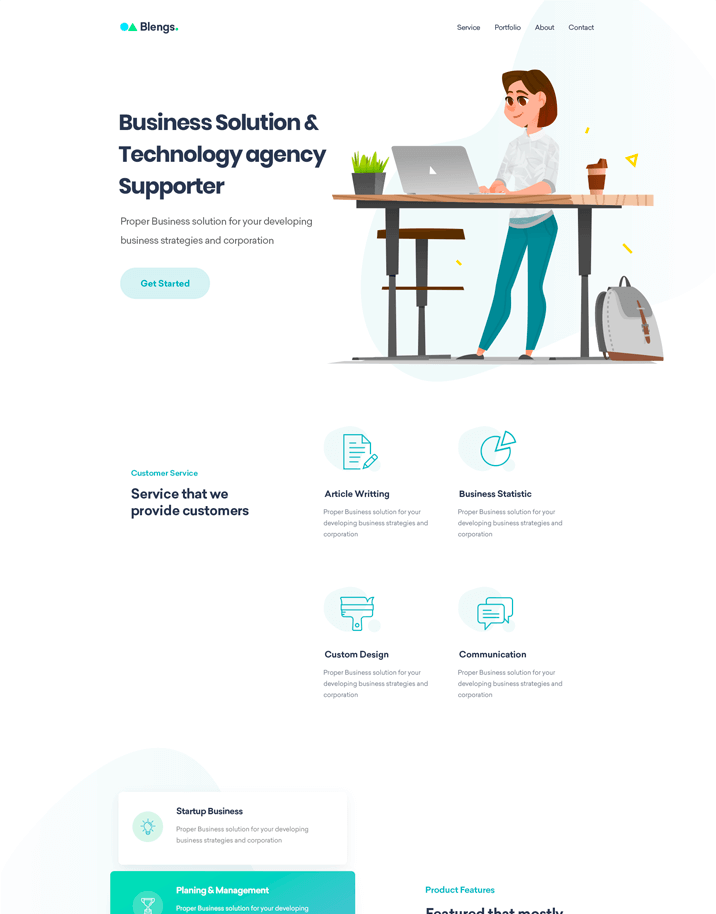 Blengs.
Service Portfolio About Contact
Business Solution &
Technology agency
Supporter
Proper Business solution for your developing
business strategies and corporation
Get Started
Customer Service
Service that we
provide customers
Article Writting
Proper Business solution for your
developing business strategies and
corporation
Business Statistic
Proper Business solution for your
developing business strategies and
corporation
Custom Design
Proper Business solution for your
developing business strategies and
corporation
Communication
Proper Business solution for your
developing business strategies and
corporation
Startup Business
Proper Business solution for your developing
business strategies and corporation
Planing & Management
Proper Business solution for your developing
Product Features
Featured that mostly